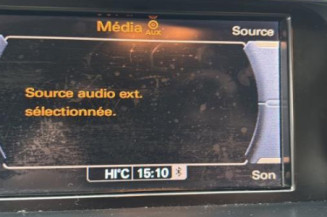 Média AUX Source
Source audio ext.
sélectionnée.
HI°C 15:10 Son